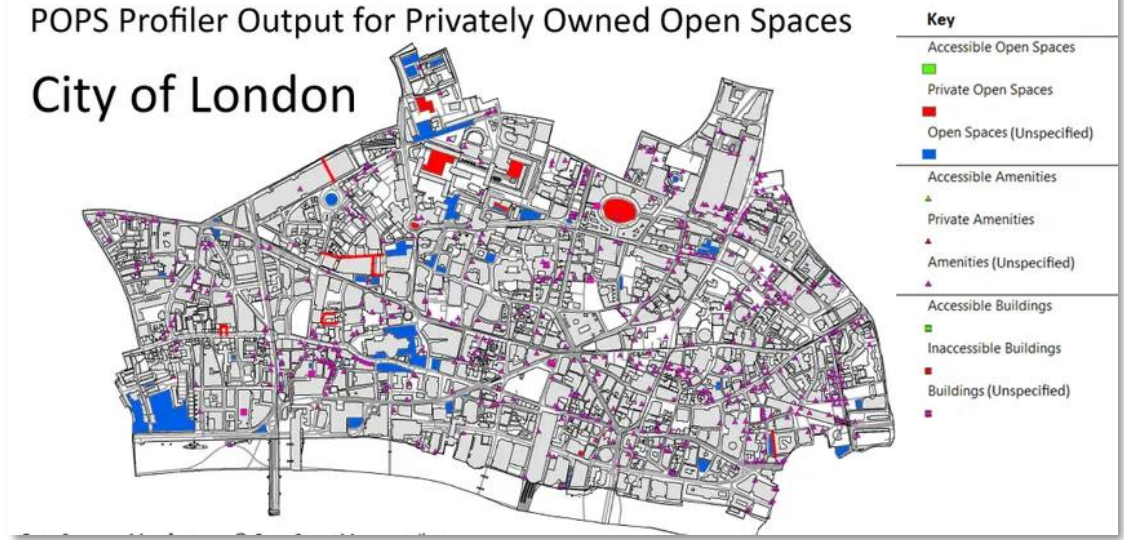 POPS Profiler Output for Privately Owned Open Spaces
City of London
Key
Accessible Open Spaces
Private Open Spaces
Open Spaces (Unspecified)
Accessible Amenities
Private Amenities
Amenities (Unspecified)
Accessible Buildings
Inaccessible Buildings
Buildings (Unspecified)